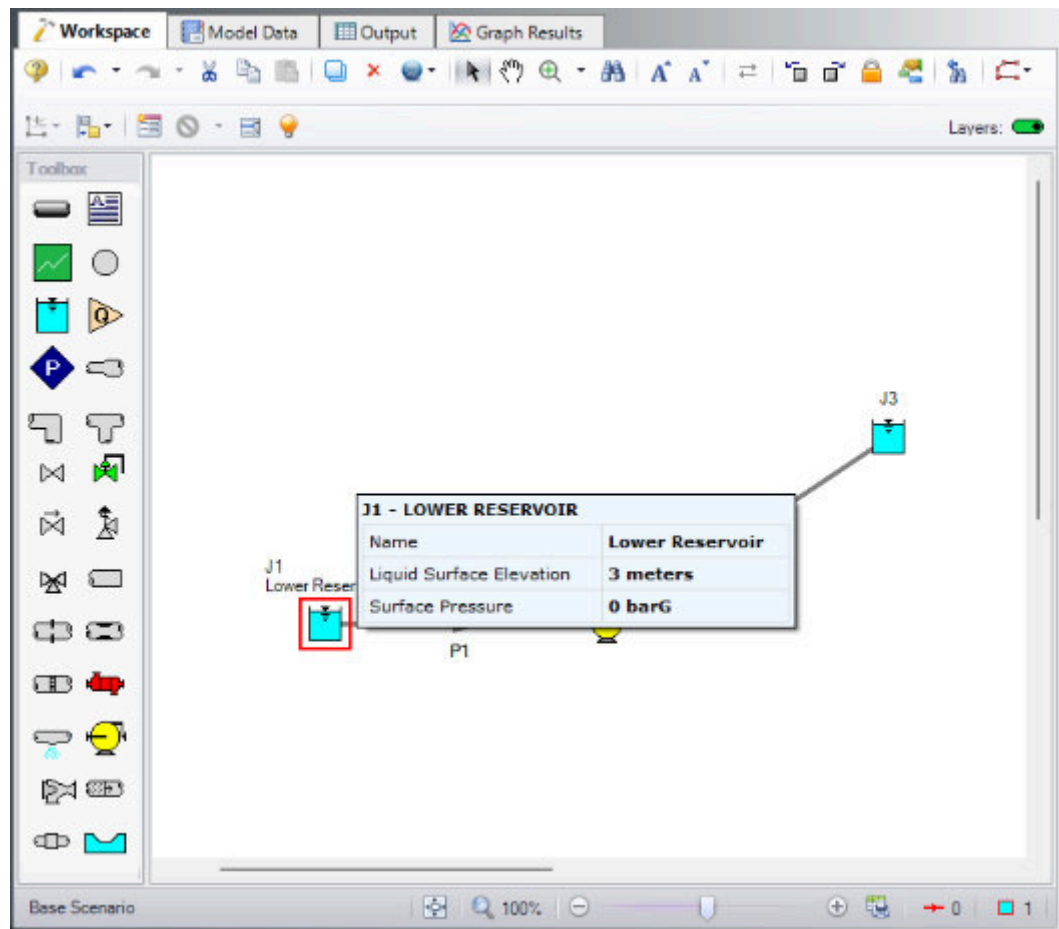 Workspace Model Data Output Graph Results
A A
Layers:
Toolbox
A
Q
P
J3
J1 - LOWER RESERVOIR
Name Lower Reservoir
Liquid Surface Elevation 3 meters
Surface Pressure 0 barG
J1
Lower Reser
P1
Base Scenario 100% 0 1